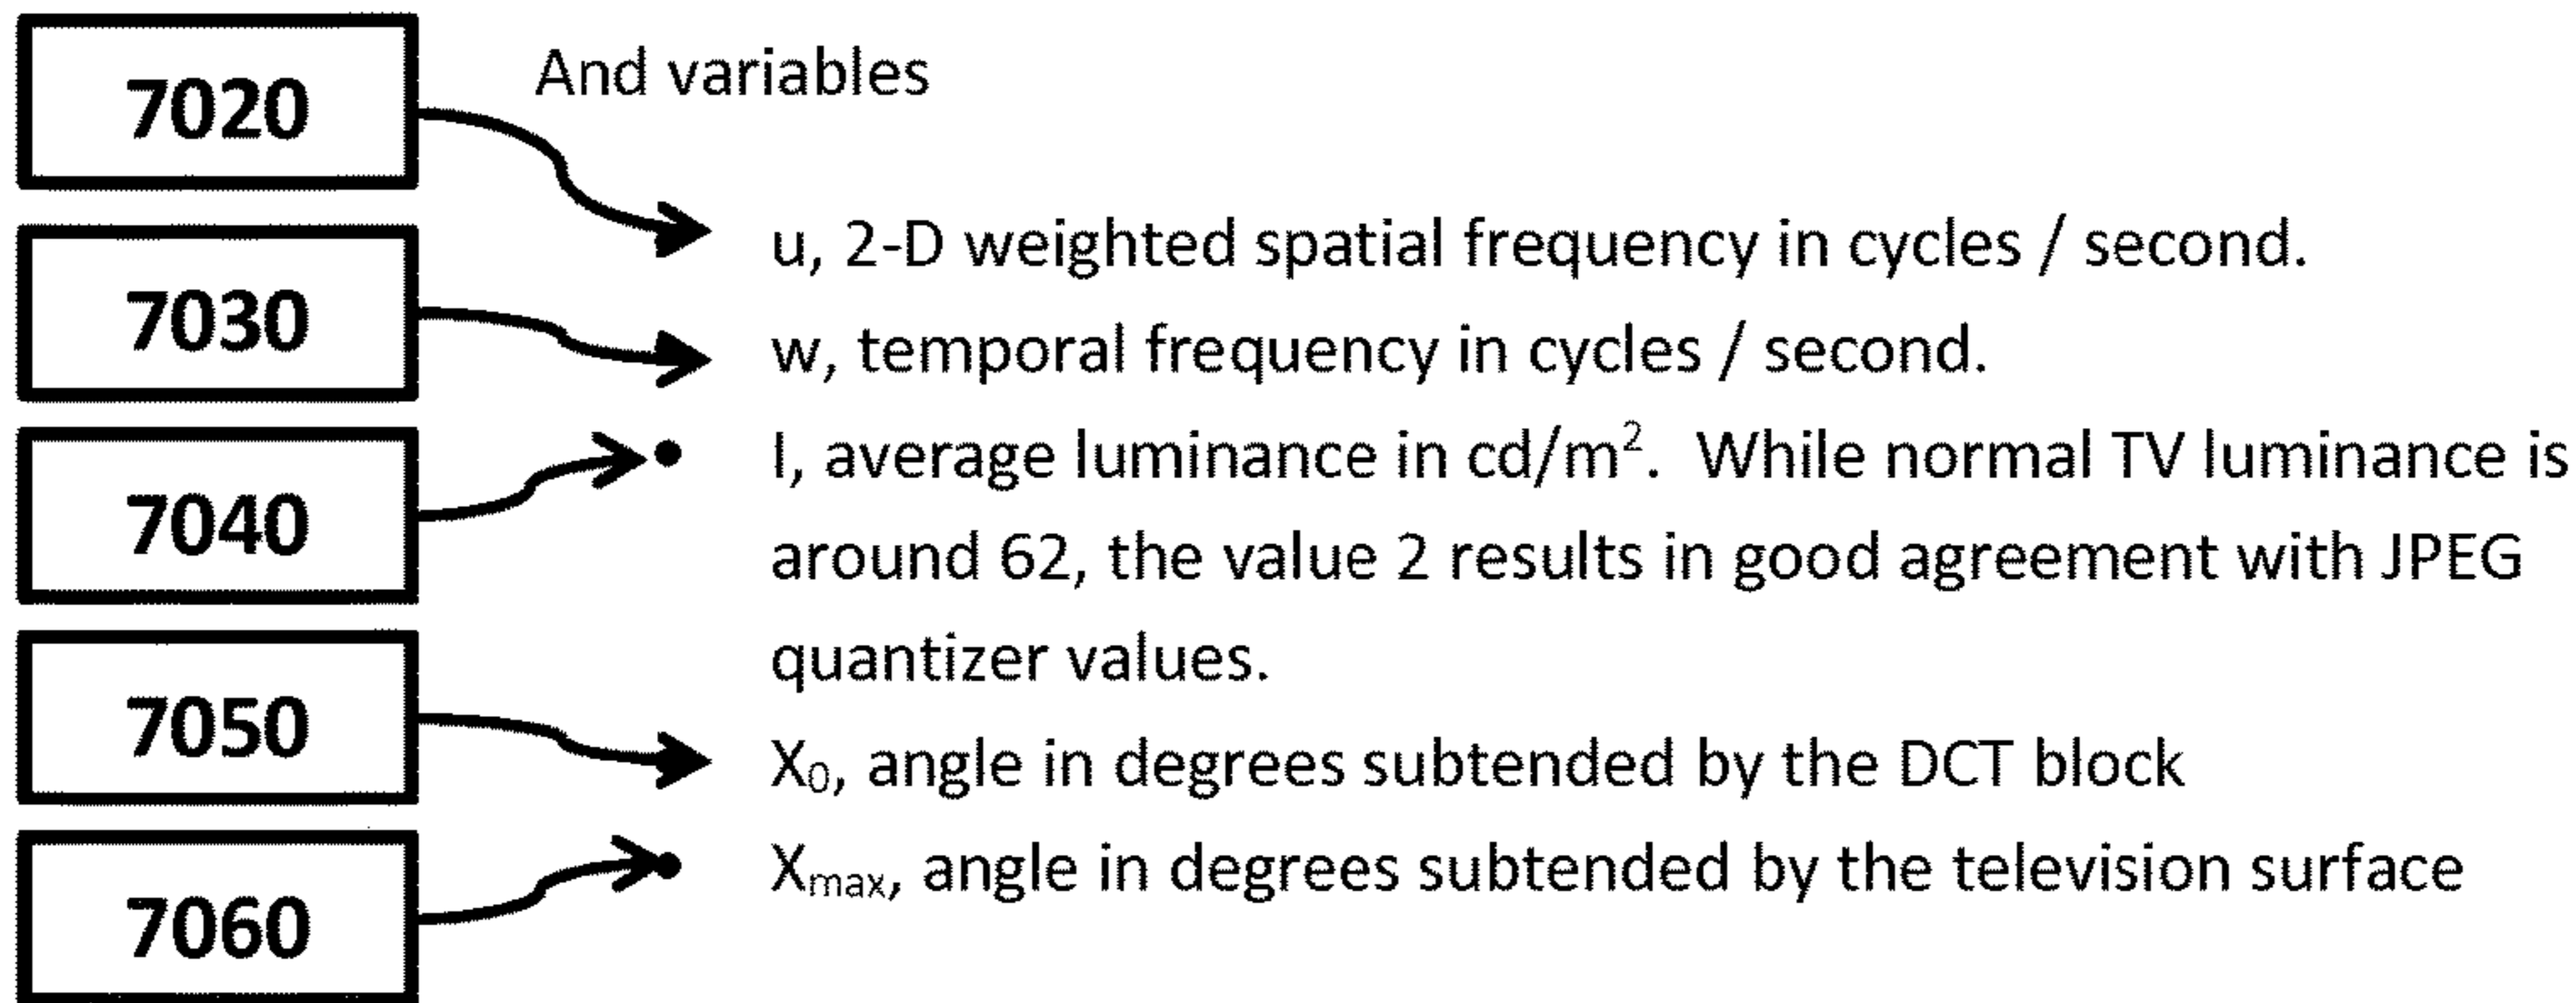 7020
And variables
u, 2-D weighted spatial frequency in cycles / second.
7030
w, temporal frequency in cycles / second.
7040
l, average luminance in cd/m². While normal TV luminance is
around 62, the value 2 results in good agreement with JPEG
quantizer values.
7050
X₀, angle in degrees subtended by the DCT block
7060
Xₘₐₓ, angle in degrees subtended by the television surface